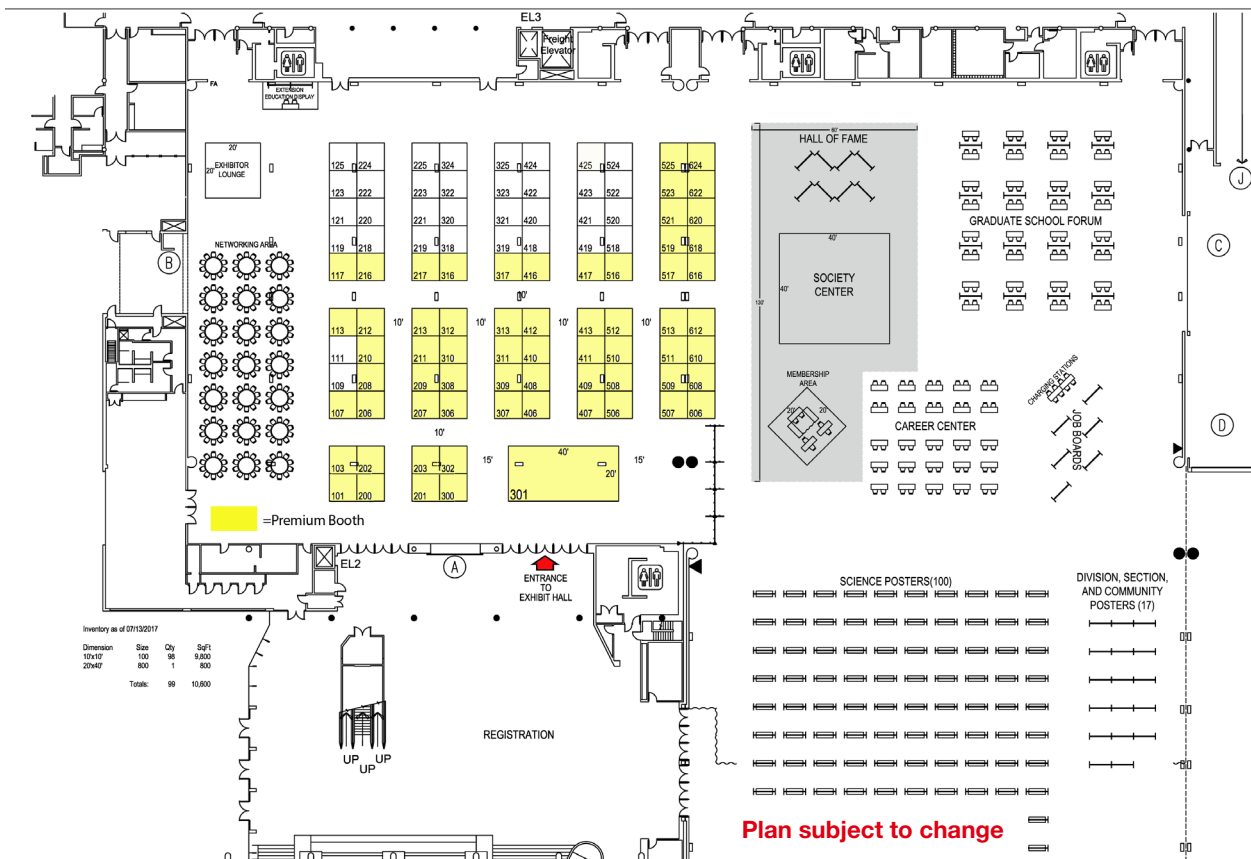 EL3
Freight
Elevator
FA
EXTENSION
EDUCATION DISPLAY
20'
20'
EXHIBITOR
LOUNGE
125 224 225 324 325 424 425 524 525 624
123 222 223 322 323 422 423 522 523 622
121 220 221 320 321 420 421 520 521 620
119 218 219 318 319 418 419 518 519 618
117 216 217 316 317 416 417 516 517 616
10'
113 212 213 312 313 412 413 512 513 612
10' 10' 10' 10'
111 210 211 310 311 410 411 510 511 610
109 208 209 308 309 408 409 508 509 608
107 206 207 306 307 406 407 506 507 606
10'
103 202 203 302
15' 40' 15'
20'
101 200 201 300 301
NETWORKING AREA
B
=Premium Booth
60'
HALL OF FAME
130'
40'
40'
SOCIETY
CENTER
MEMBERSHIP
AREA
20' 20'
GRADUATE SCHOOL FORUM
J
C
D
CHARGING STATIONS
JOB BOARDS
CAREER CENTER
EL2
A
ENTRANCE
TO
EXHIBIT HALL
SCIENCE POSTERS(100)
DIVISION, SECTION,
AND COMMUNITY
POSTERS (17)
Inventory as of 07/13/2017
Dimension Size Qty SqFt
10'x10' 100 98 9,800
20'x40' 800 1 800
Totals: 99 10,600
REGISTRATION
UP UP UP
Plan subject to change